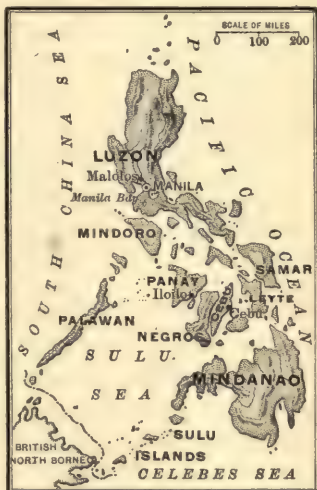 SCALE OF MILES
0 100 200
SOUTH CHINA SEA
PACIFIC OCEAN
LUZON
Malolos
MANILA
Manila Bay
MINDORO
SAMAR
PANAY
Iloilo
CEBU
LEYTE
Cebu
PALAWAN
NEGROS
SULU
SEA
MINDANAO
SULU
ISLANDS
BRITISH
NORTH BORNEO
CELEBES SEA